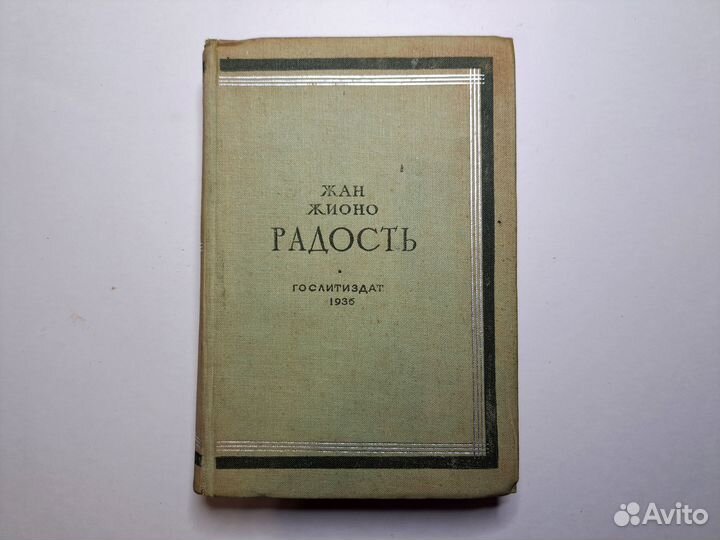 ЖАН
ЖИОНО
РАДОСТЬ
ГОСЛИТИЗДАТ
1936
Avito